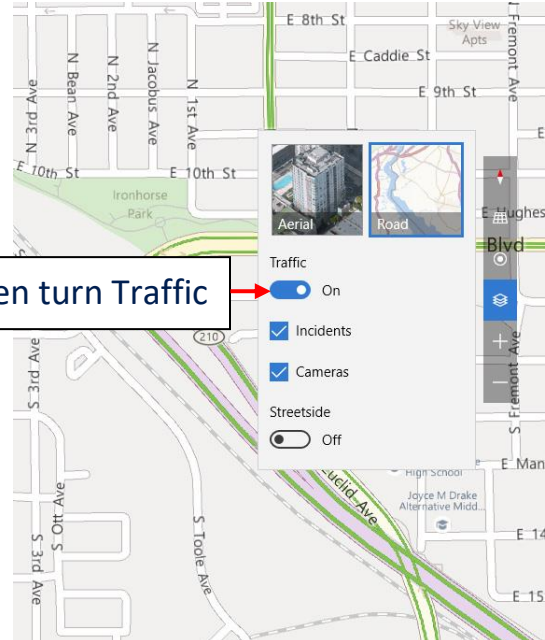 E 8th St
Sky View
Apts
N Fremont Ave
E Caddie St
E 9th St
N 3rd Ave
N Bean Ave
N 2nd Ave
N Jacobus Ave
N 1st Ave
E 10th St
E 10th St
Ironhorse
Park
Aerial
Road
E Hughes
Blvd
Traffic
On
en turn Traffic
Incidents
210
Cameras
S 3rd Ave
S Fremont Ave
Streetside
Off
High School
E Man
Joyce M Drake
Alternative Midd...
Euclid Ave
S Ott Ave
S 3rd Ave
S Toole Ave
E 14
E 15